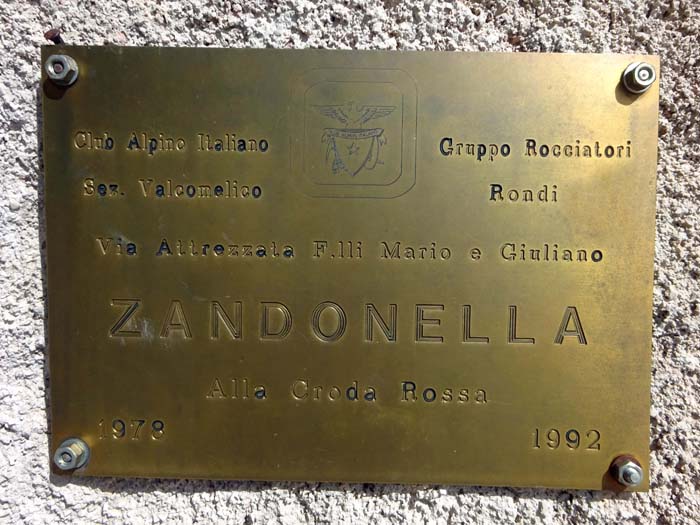 Club Alpino Italiano
Sez. Valcomelico
Gruppo Rocciatori
Rondi
Via Attrezzata F.lli Mario e Giuliano
ZANDONELLA
Alla Croda Rossa
1978
1992